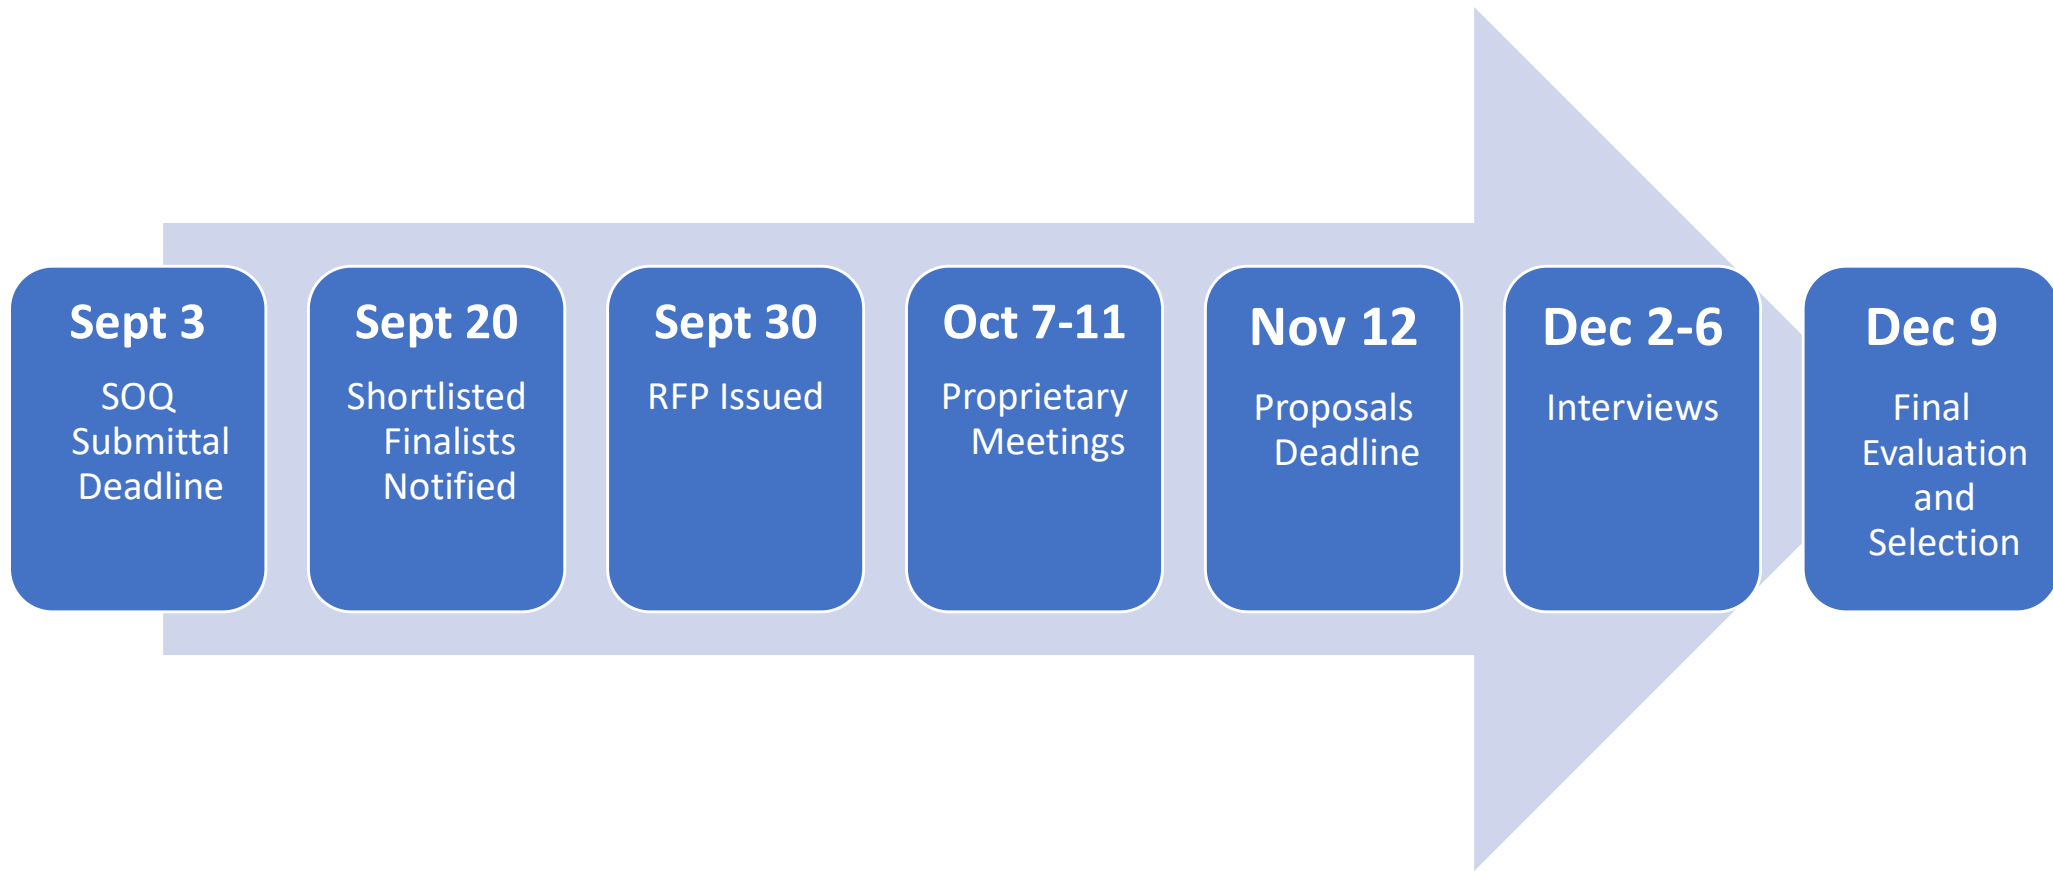 Sept 3
SOQ
Submittal
Deadline
Sept 20
Shortlisted
Finalists
Notified
Sept 30
RFP Issued
Oct 7-11
Proprietary
Meetings
Nov 12
Proposals
Deadline
Dec 2-6
Interviews
Dec 9
Final
Evaluation
and
Selection